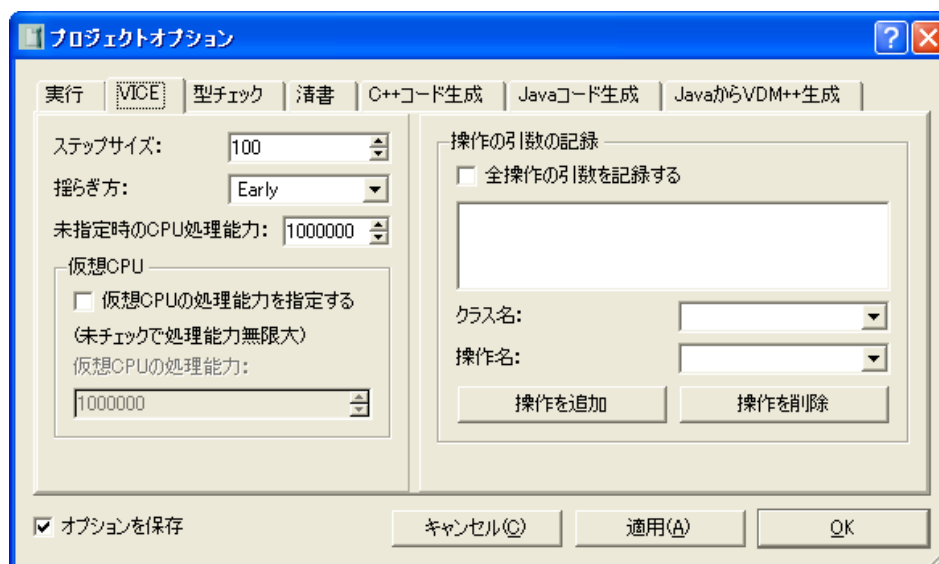 プロジェクトオプション
実行 VICE 型チェック 清書 C++コード生成 Javaコード生成 JavaからVDM++生成
ステップサイズ: 100
揺らぎ方: Early
未指定時のCPU処理能力: 1000000
仮想CPU
仮想CPUの処理能力を指定する
(未チェックで処理能力無限大)
仮想CPUの処理能力:
1000000
操作の引数の記録
全操作の引数を記録する
クラス名:
操作名:
操作を追加 操作を削除
オプションを保存 キャンセル(C) 適用(A) OK